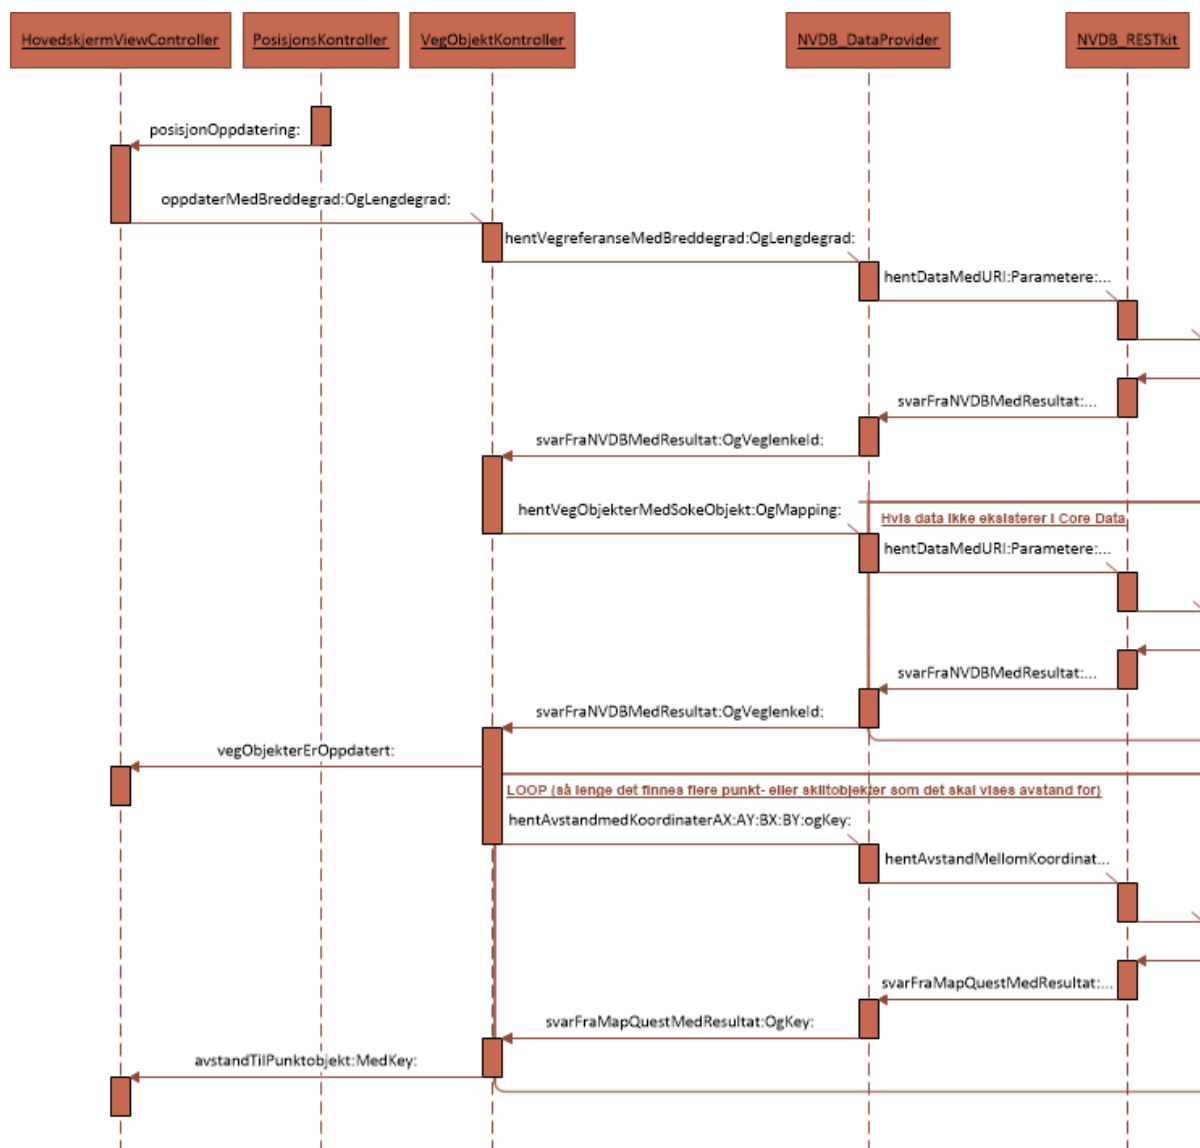 HovedskjermViewController
PosisjonsKontroller
VegObjektKontroller
NVDB_DataProvider
NVDB_RESTkit
posisjonOppdatering:
oppdaterMedBreddegrad:OgLengdegrad:
hentVegreferanseMedBreddegrad:OgLengdegrad:
hentDataMedURI:Parametere:...
svarFraNVDBMedResultat:...
svarFraNVDBMedResultat:OgVeglenkeId:
hentVegObjekterMedSokeObjekt:OgMapping:
Hvis data ikke eksisterer i Core Data
hentDataMedURI:Parametere:...
svarFraNVDBMedResultat:...
svarFraNVDBMedResultat:OgVeglenkeId:
vegObjekterErOppdatert:
LOOP (så lenge det finnes flere punkt- eller skiltobjekter som det skal vises avstand for)
hentAvstandmedKoordinaterAX:AY:BX:BY:ogKey:
hentAvstandMellomKoordinat...
svarFraMapQuestMedResultat:...
svarFraMapQuestMedResultat:OgKey:
avstandTilPunktobjekt:MedKey: